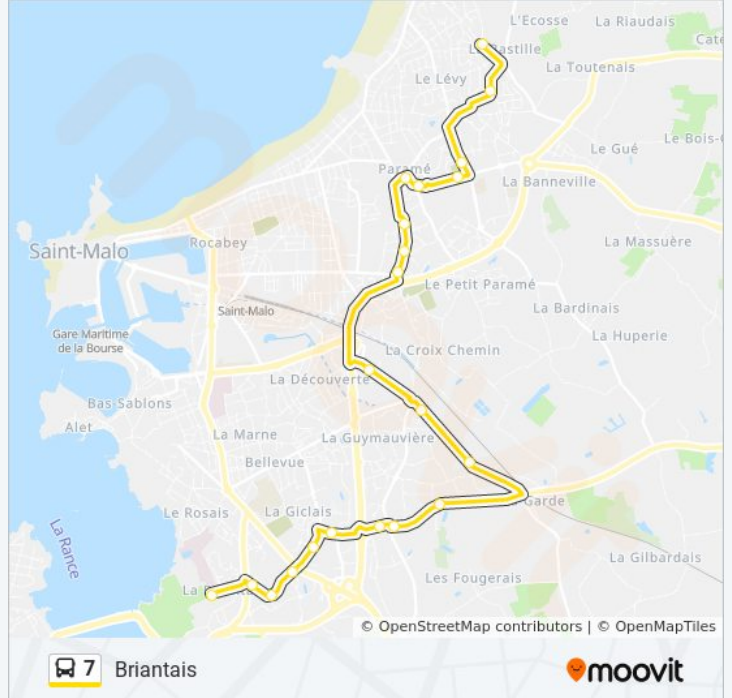 L'Ecosse
La Riaudais
La Bastille
La Toutenais
Le Lévy
Le Gué
Le Bois-
Paramé
La Banneville
Rocabey
Saint-Malo
La Massuère
Le Petit Paramé
La Bardinais
Saint-Malo
Gare Maritime
de la Bourse
La Huperie
La Croix Chemin
La Découverte
Bas Sablons
Alet
La Marne
La Guymauvière
Bellevue
Garde
Le Rosais
La Giclais
La Rance
La Gilbardais
Les Fougerais
La
© OpenStreetMap contributors | © OpenMapTiles
7 Briantais
moovit